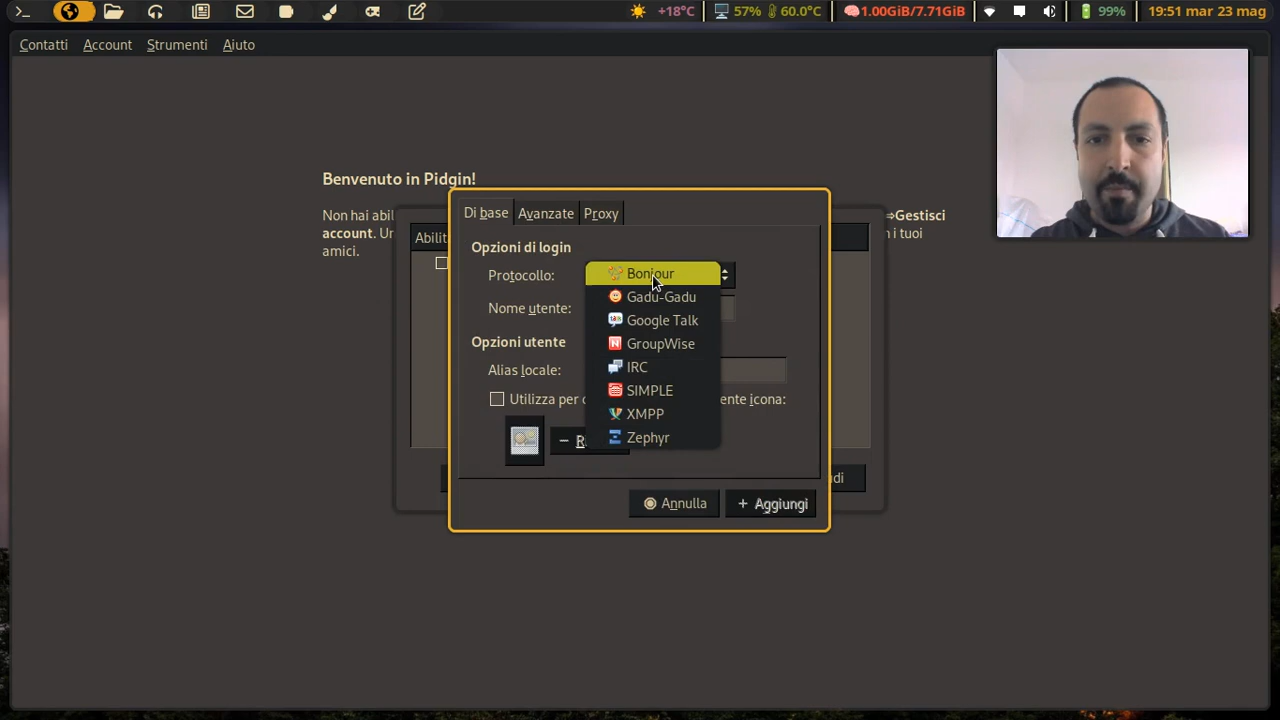 +18°C 57% 60.0°C 1.00GiB/7.71GiB 99% 19:51 mar 23 mag
Contatti Account Strumenti Aiuto
Benvenuto in Pidgin!
Non hai abil ⇒Gestisci
account. Ur n i tuoi
amici.
Abilit
Di base Avanzate Proxy
Opzioni di login
Protocollo:
Bonjour
Gadu-Gadu
Google Talk
GroupWise
IRC
SIMPLE
XMPP
Zephyr
Nome utente:
Opzioni utente
Alias locale:
Utilizza per ente icona:
R
di
Annulla + Aggiungi